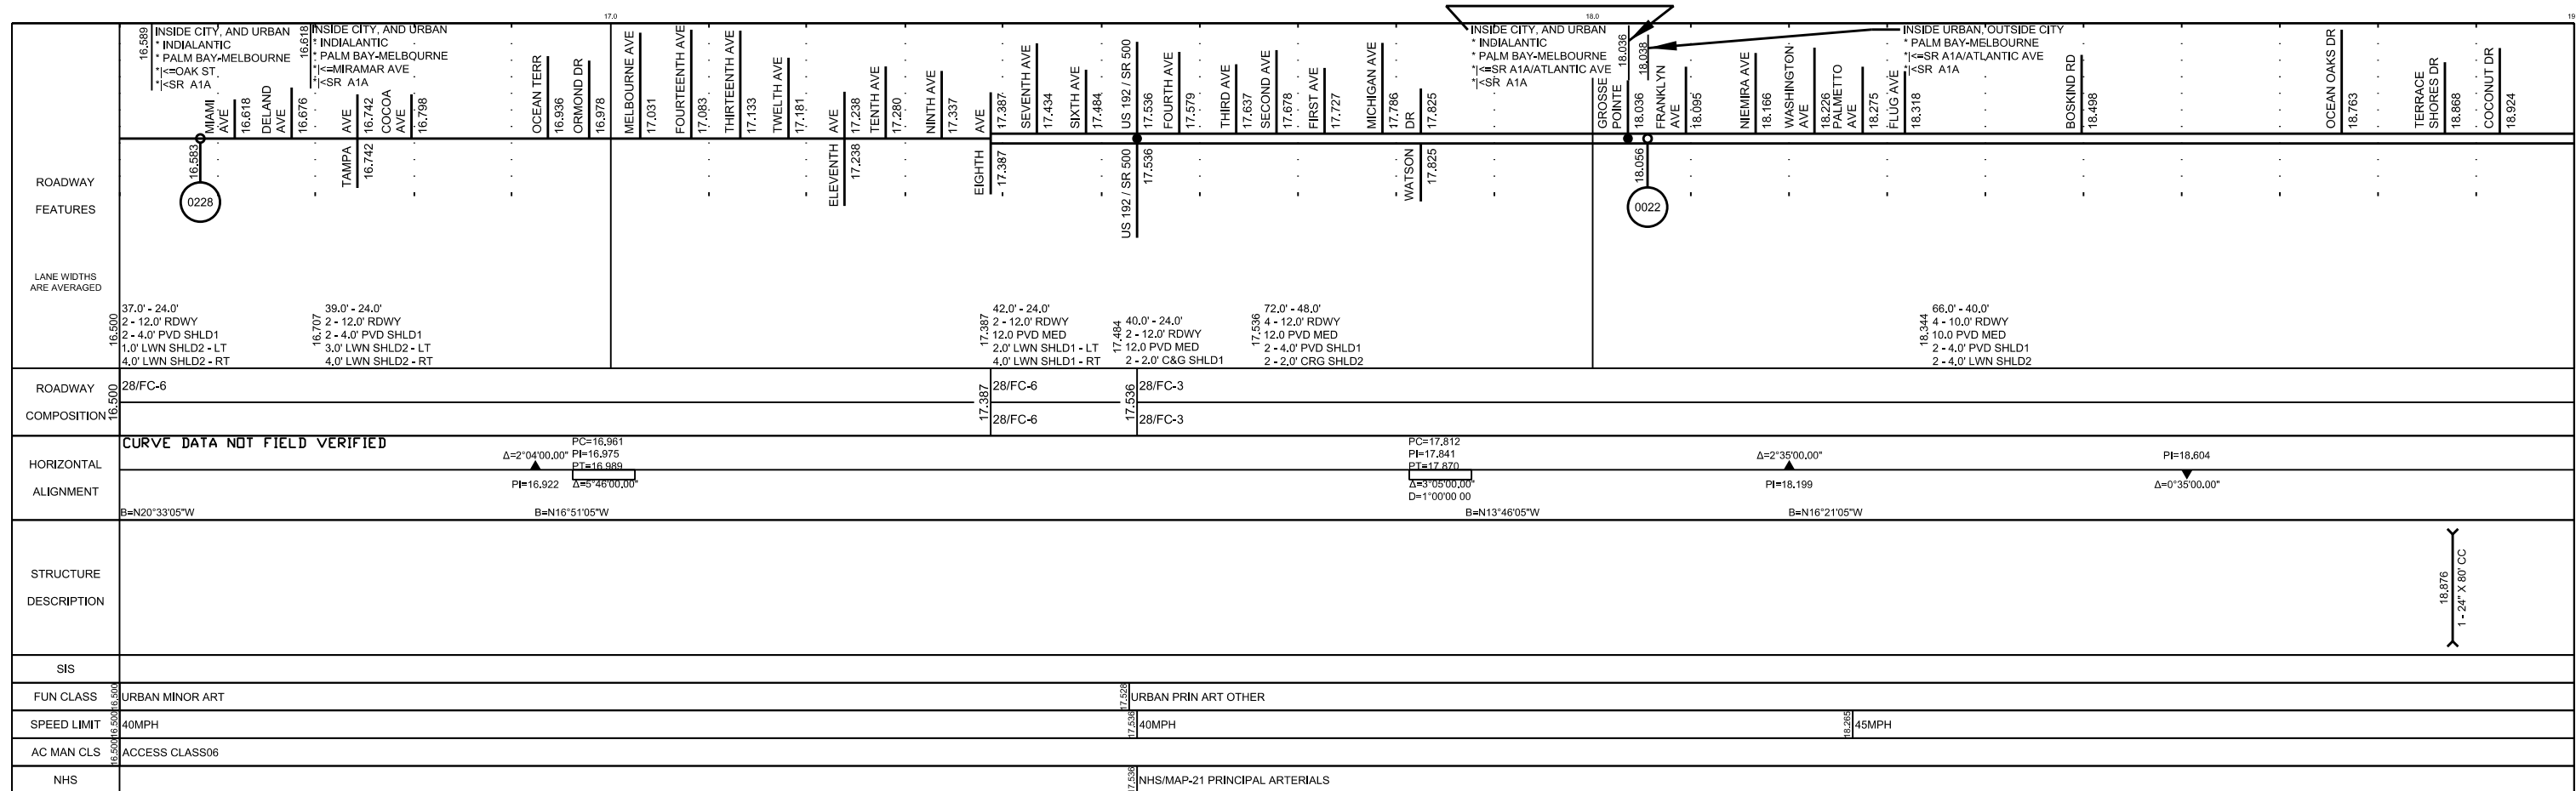 17.0
18.0
19
16.589
INSIDE CITY, AND URBAN
* INDIALANTIC
* PALM BAY-MELBOURNE
*|<=OAK ST
*|<SR A1A
16.618
INSIDE CITY, AND URBAN
* INDIALANTIC
* PALM BAY-MELBOURNE
*|<=MIRAMAR AVE
*|<SR A1A
INSIDE CITY, AND URBAN
* INDIALANTIC
* PALM BAY-MELBOURNE
*|<=SR A1A/ATLANTIC AVE
*|<SR A1A
18.036
18.038
INSIDE URBAN, OUTSIDE CITY
* PALM BAY-MELBOURNE
*|<=SR A1A/ATLANTIC AVE
*|<SR A1A
MIAMI
AVE
16.618
DELAND
AVE
16.676
AVE
16.742
COCOA
AVE
16.798
OCEAN TERR
16.936
ORMOND DR
16.978
MELBOURNE AVE
17.031
FOURTEENTH AVE
17.083
THIRTEENTH AVE
17.133
TWELTH AVE
17.181
AVE
17.238
TENTH AVE
17.280
NINTH AVE
17.337
AVE
17.387
SEVENTH AVE
17.434
SIXTH AVE
17.484
US 192 / SR 500
17.536
FOURTH AVE
17.579
THIRD AVE
17.637
SECOND AVE
17.678
FIRST AVE
17.727
MICHIGAN AVE
17.786
DR
17.825
GROSSE
POINTE
18.036
FRANKLYN
AVE
18.095
NIEMIRA AVE
18.166
WASHINGTON
AVE
18.226
PALMETTO
AVE
18.275
FLUG AVE
18.318
BOSKIND RD
18.498
OCEAN OAKS DR
18.763
TERRACE
SHORES DR
18.868
COCONUT DR
18.924
ROADWAY
FEATURES
16.583
0228
TAMPA
16.742
ELEVENTH
17.238
EIGHTH
17.387
US 192 / SR 500
17.536
WATSON
17.825
18.056
0022
LANE WIDTHS
ARE AVERAGED
16.500
37.0' - 24.0'
2 - 12.0' RDWY
2 - 4.0' PVD SHLD1
1.0' LWN SHLD2 - LT
4.0' LWN SHLD2 - RT
16.707
39.0' - 24.0'
2 - 12.0' RDWY
2 - 4.0' PVD SHLD1
3.0' LWN SHLD2 - LT
4.0' LWN SHLD2 - RT
17.387
42.0' - 24.0'
2 - 12.0' RDWY
12.0 PVD MED
2.0' LWN SHLD1 - LT
4.0' LWN SHLD1 - RT
17.484
40.0' - 24.0'
2 - 12.0' RDWY
12.0 PVD MED
2 - 2.0' C&G SHLD1
17.536
72.0' - 48.0'
4 - 12.0' RDWY
12.0 PVD MED
2 - 4.0' PVD SHLD1
2 - 2.0' CRG SHLD2
18.344
66.0' - 40.0'
4 - 10.0' RDWY
10.0 PVD MED
2 - 4.0' PVD SHLD1
2 - 4.0' LWN SHLD2
ROADWAY
COMPOSITION
16.500
28/FC-6
17.387
28/FC-6
28/FC-6
17.536
28/FC-3
28/FC-3
HORIZONTAL
ALIGNMENT
CURVE DATA NOT FIELD VERIFIED
Δ=2°04'00.00"
PI=16.922
PC=16.961
PI=16.975
PT=16.989
Δ=5°46'00.00"
PC=17.812
PI=17.841
PT=17.870
Δ=3°05'00.00"
D=1°00'00 00
Δ=2°35'00.00"
PI=18.199
PI=18.604
Δ=0°35'00.00"
B=N20°33'05"W
B=N16°51'05"W
B=N13°46'05"W
B=N16°21'05"W
STRUCTURE
DESCRIPTION
18.876
1 - 24" X 80' CC
SIS
FUN CLASS
16.500
URBAN MINOR ART
17.528
URBAN PRIN ART OTHER
SPEED LIMIT
16.500
40MPH
17.536
40MPH
18.265
45MPH
AC MAN CLS
16.500
ACCESS CLASS06
NHS
17.536
NHS/MAP-21 PRINCIPAL ARTERIALS